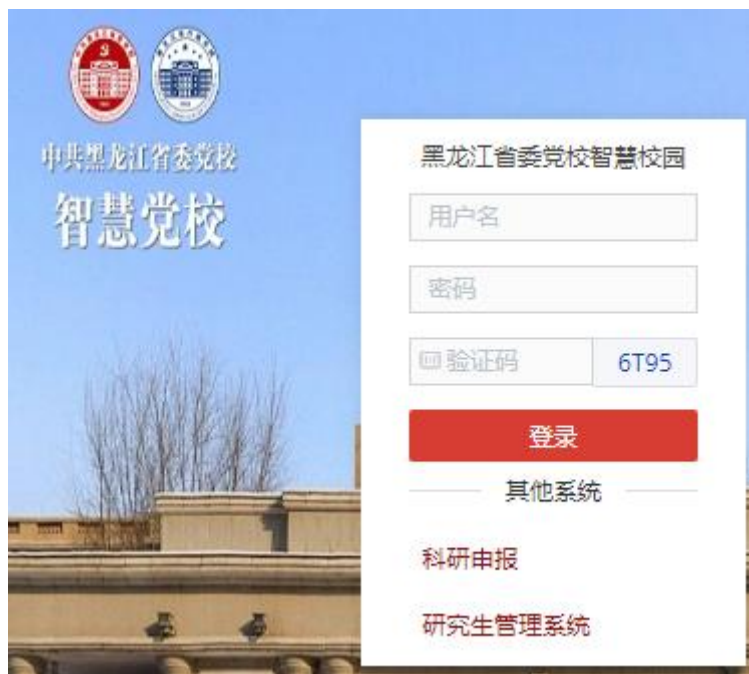 中共黑龙江省委党校
智慧党校
黑龙江省委党校智慧校园
用户名
密码
验证码
6T95
登录
其他系统
科研申报
研究生管理系统